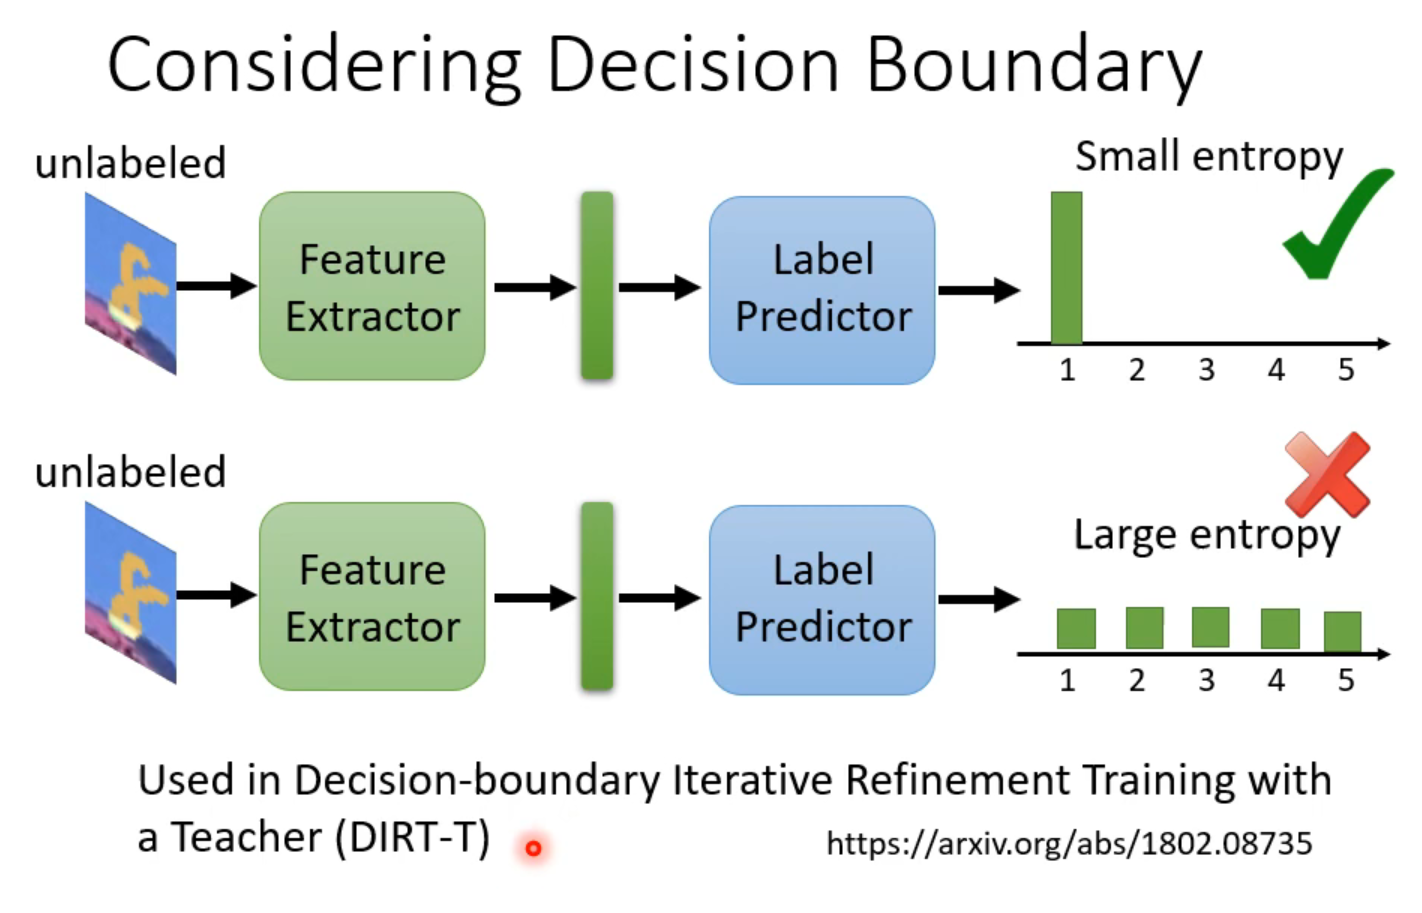 Considering Decision Boundary
unlabeled
Small entropy
Feature
Extractor
Label
Predictor
1 2 3 4 5
unlabeled
Large entropy
Feature
Extractor
Label
Predictor
1 2 3 4 5
Used in Decision-boundary Iterative Refinement Training with
a Teacher (DIRT-T)
https://arxiv.org/abs/1802.08735